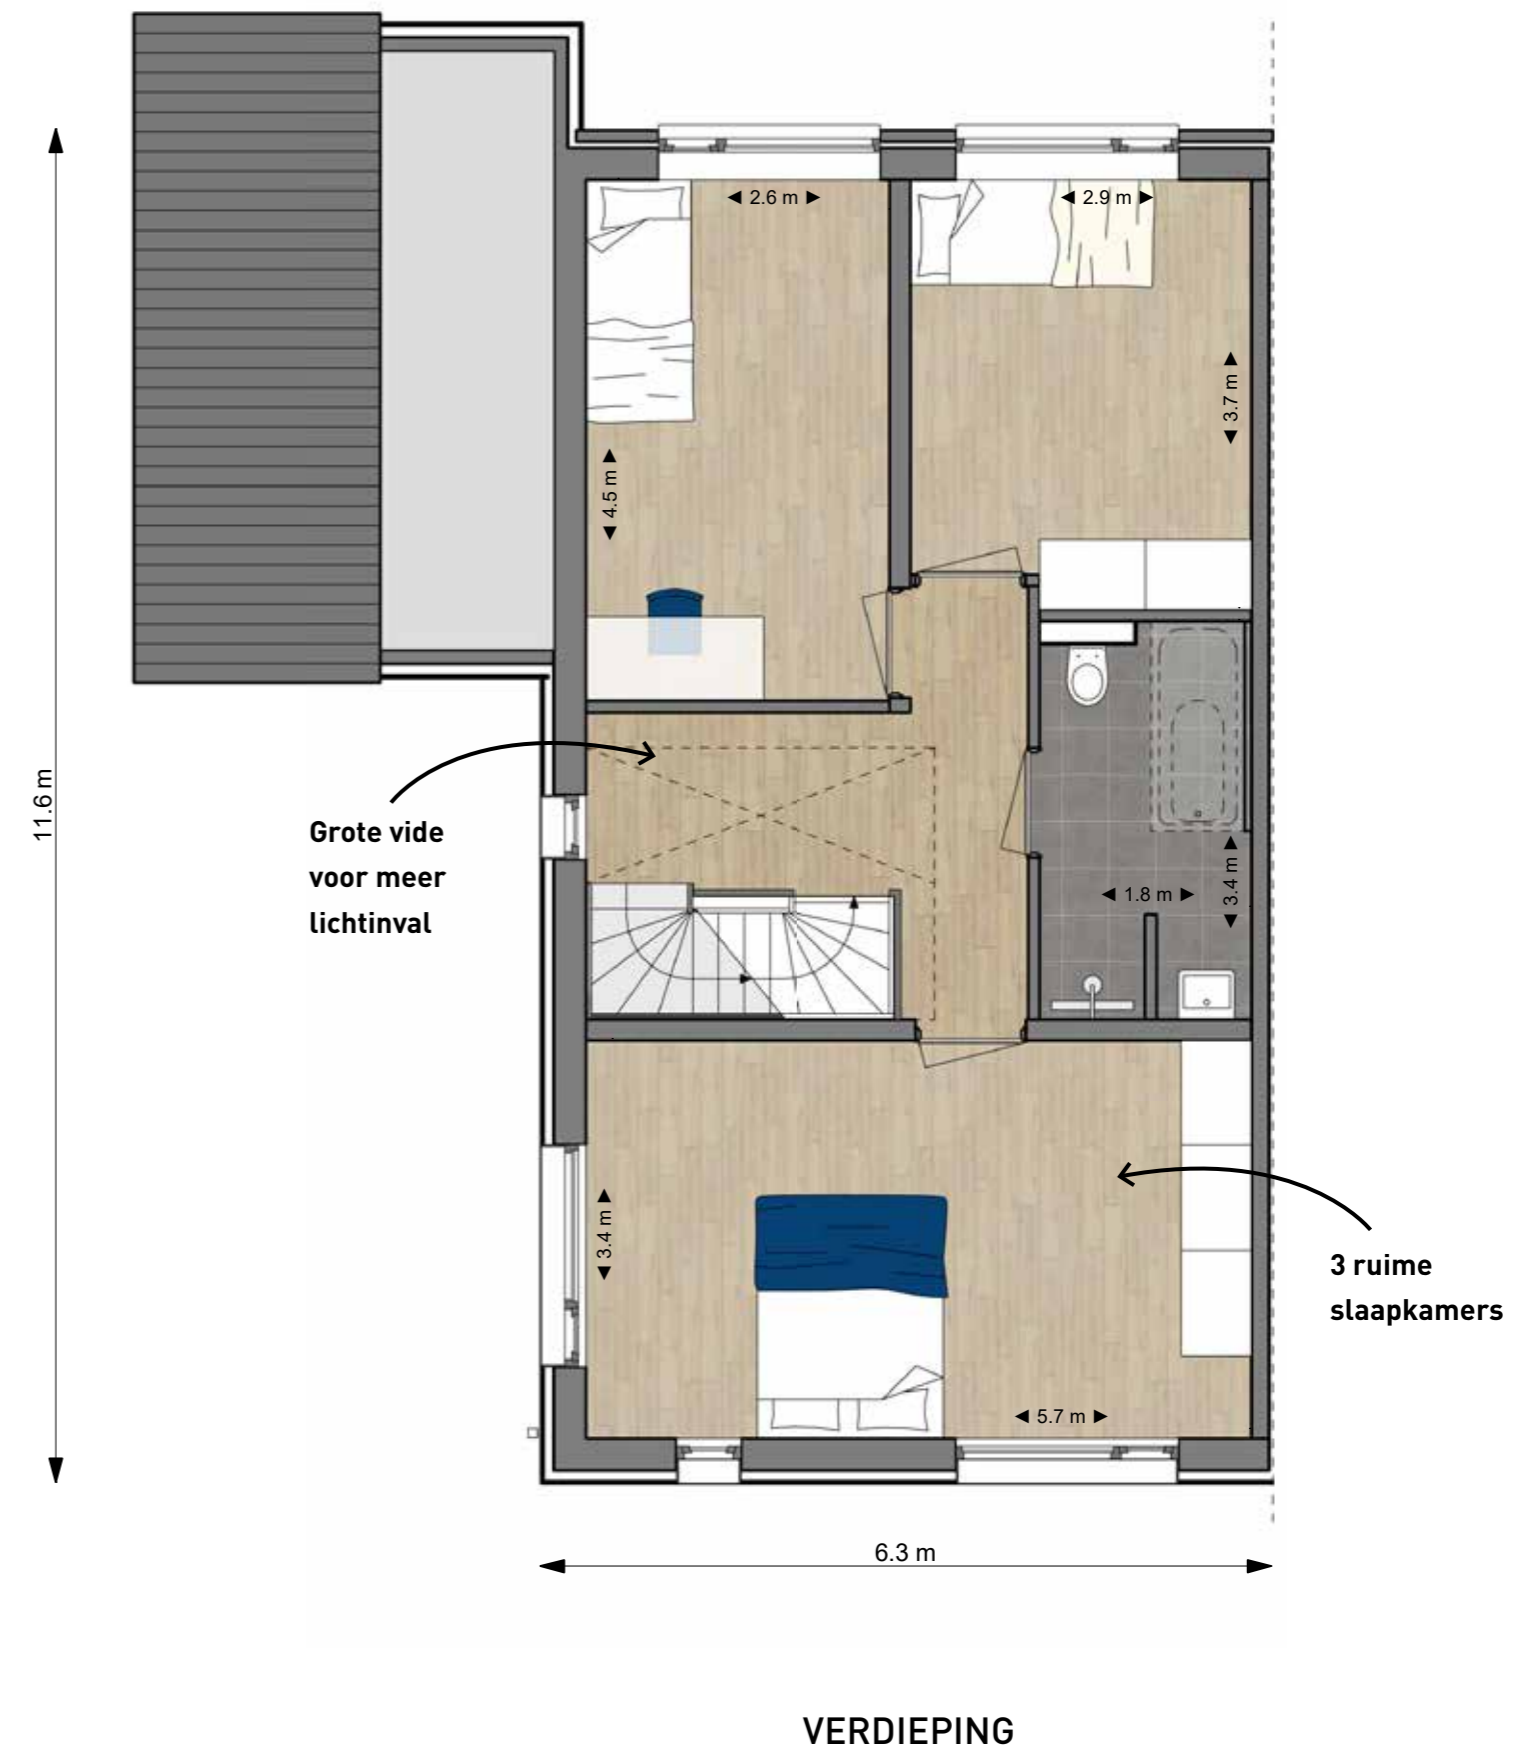 2.6 m
2.9 m
3.7 m
4.5 m
11.6 m
Grote vide
voor meer
lichtinval
1.8 m
3.4 m
3.4 m
3 ruime
slaapkamers
5.7 m
6.3 m
VERDIEPING